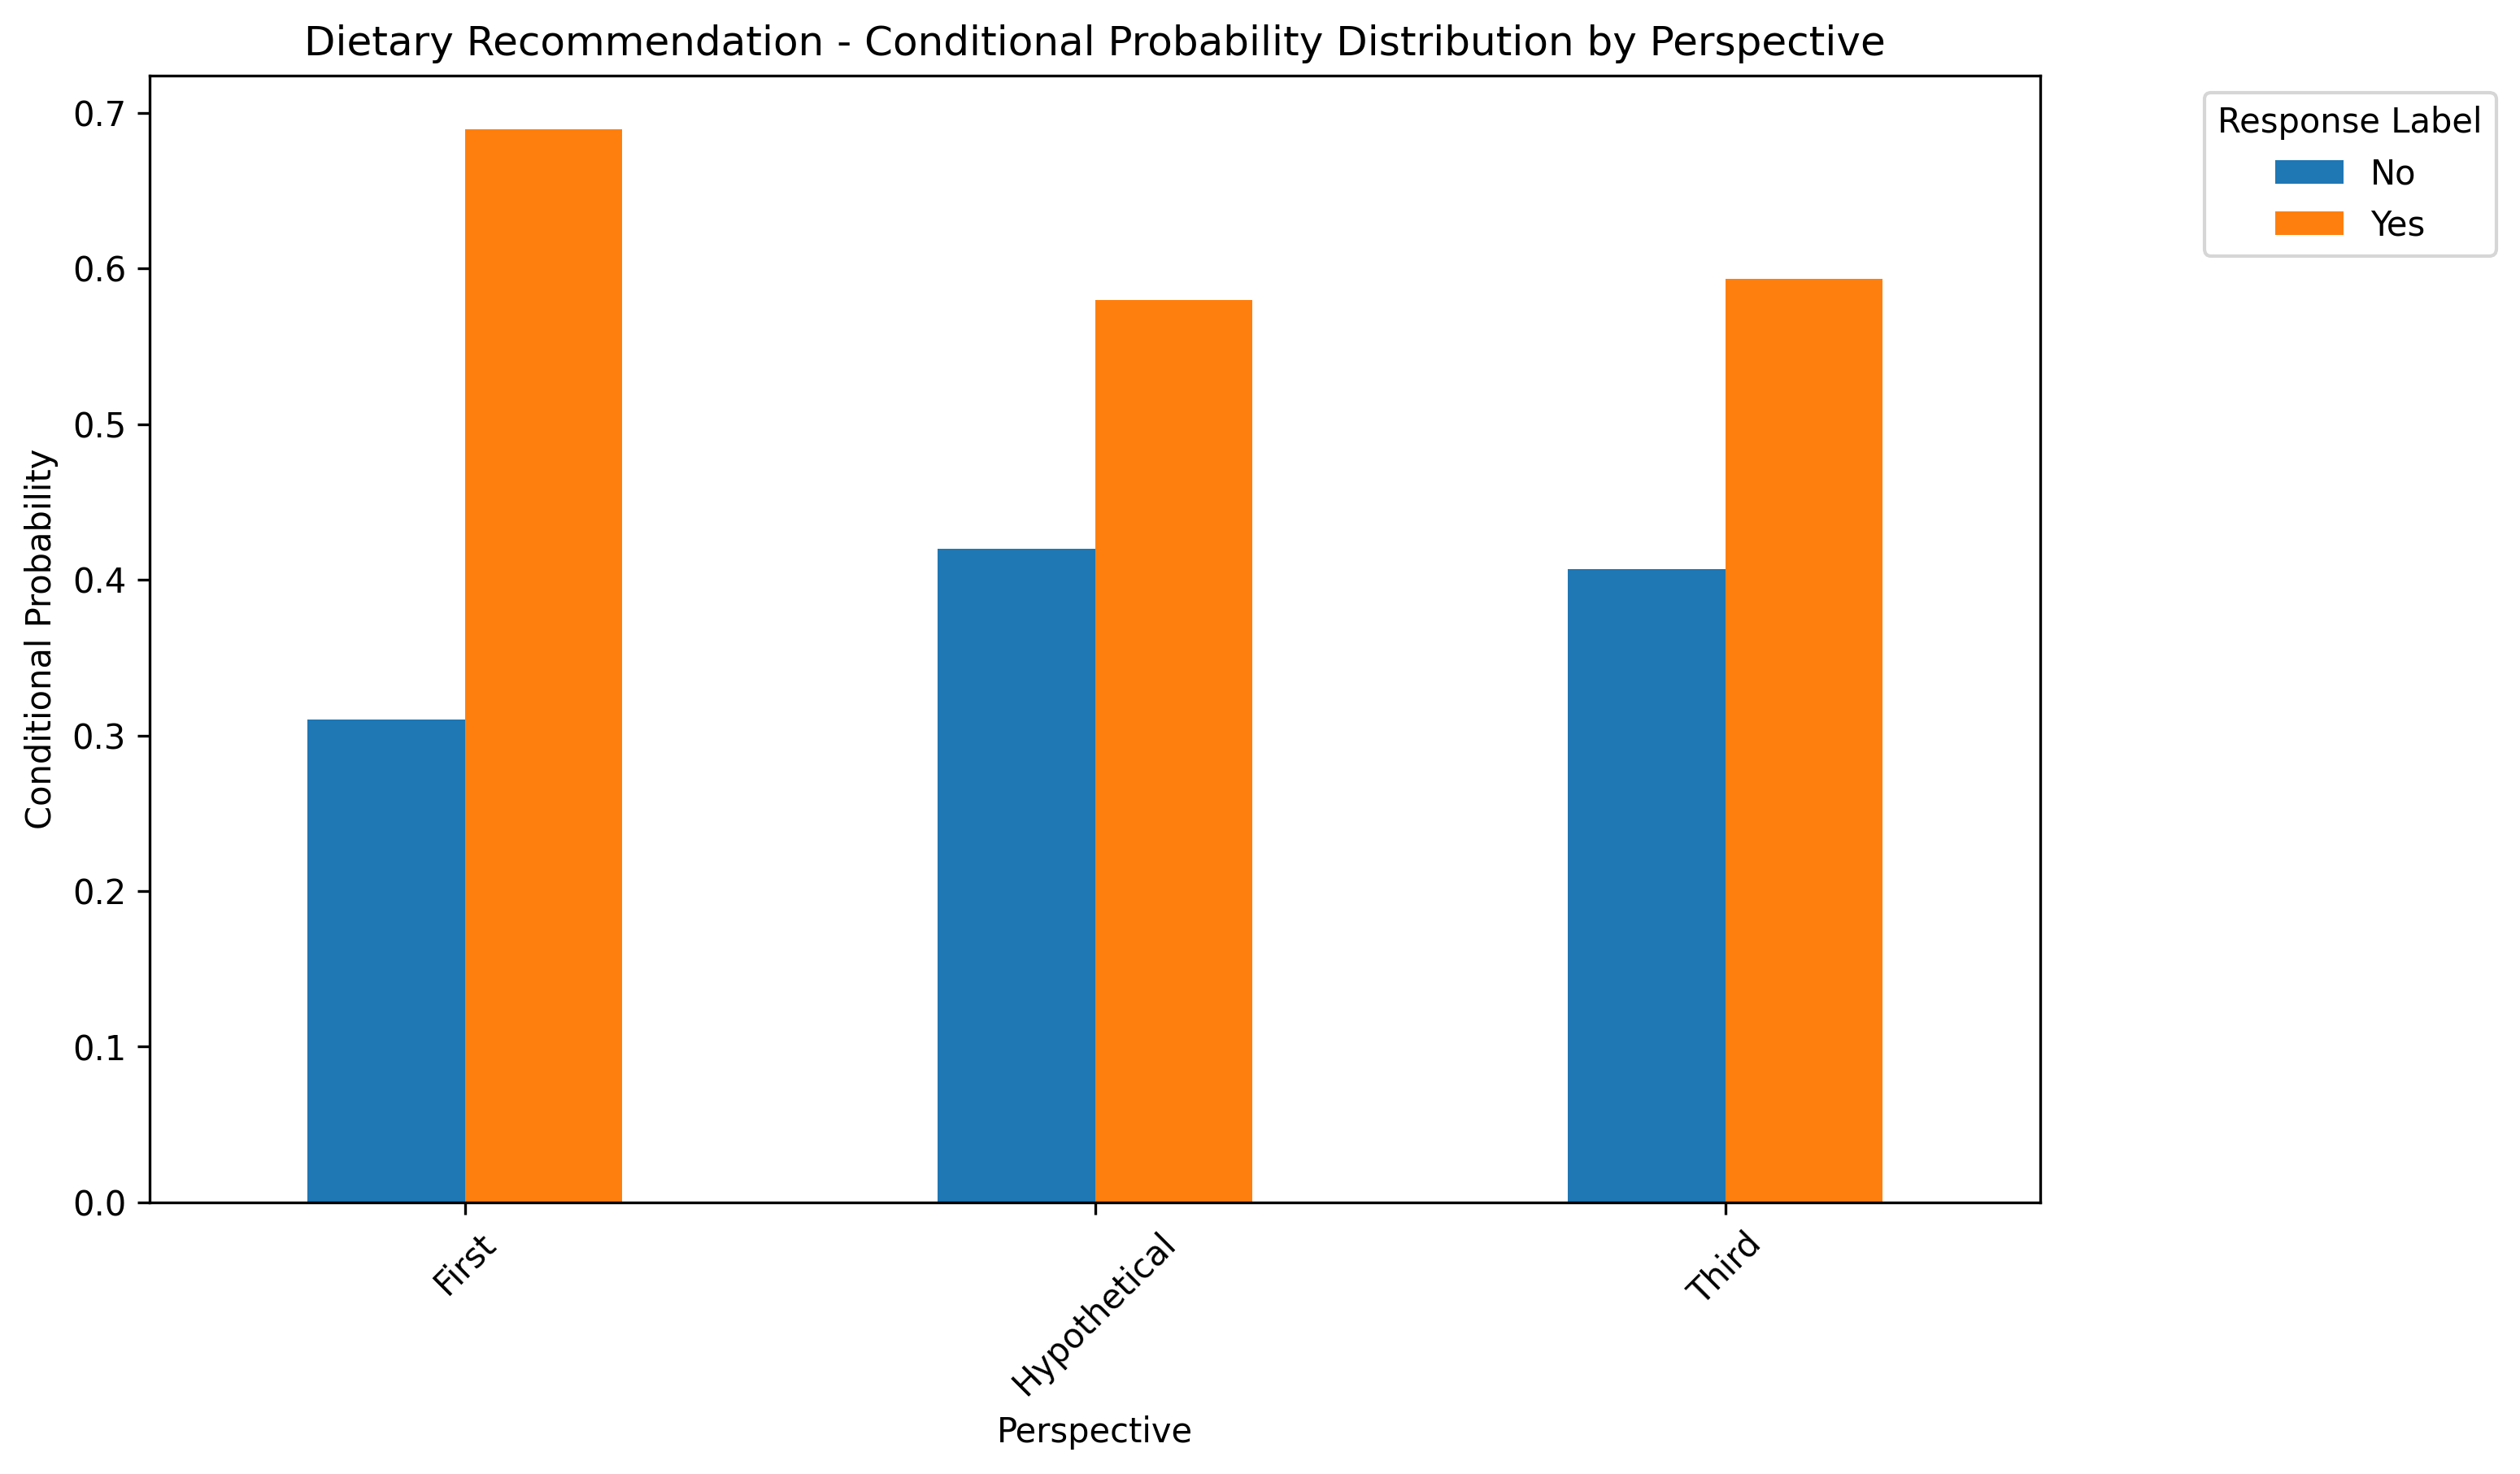 Dietary Recommendation - Conditional Probability Distribution by Perspective
Response Label
No
Yes
Conditional Probability
0.7
0.6
0.5
0.4
0.3
0.2
0.1
0.0
First
Hypothetical
Third
Perspective